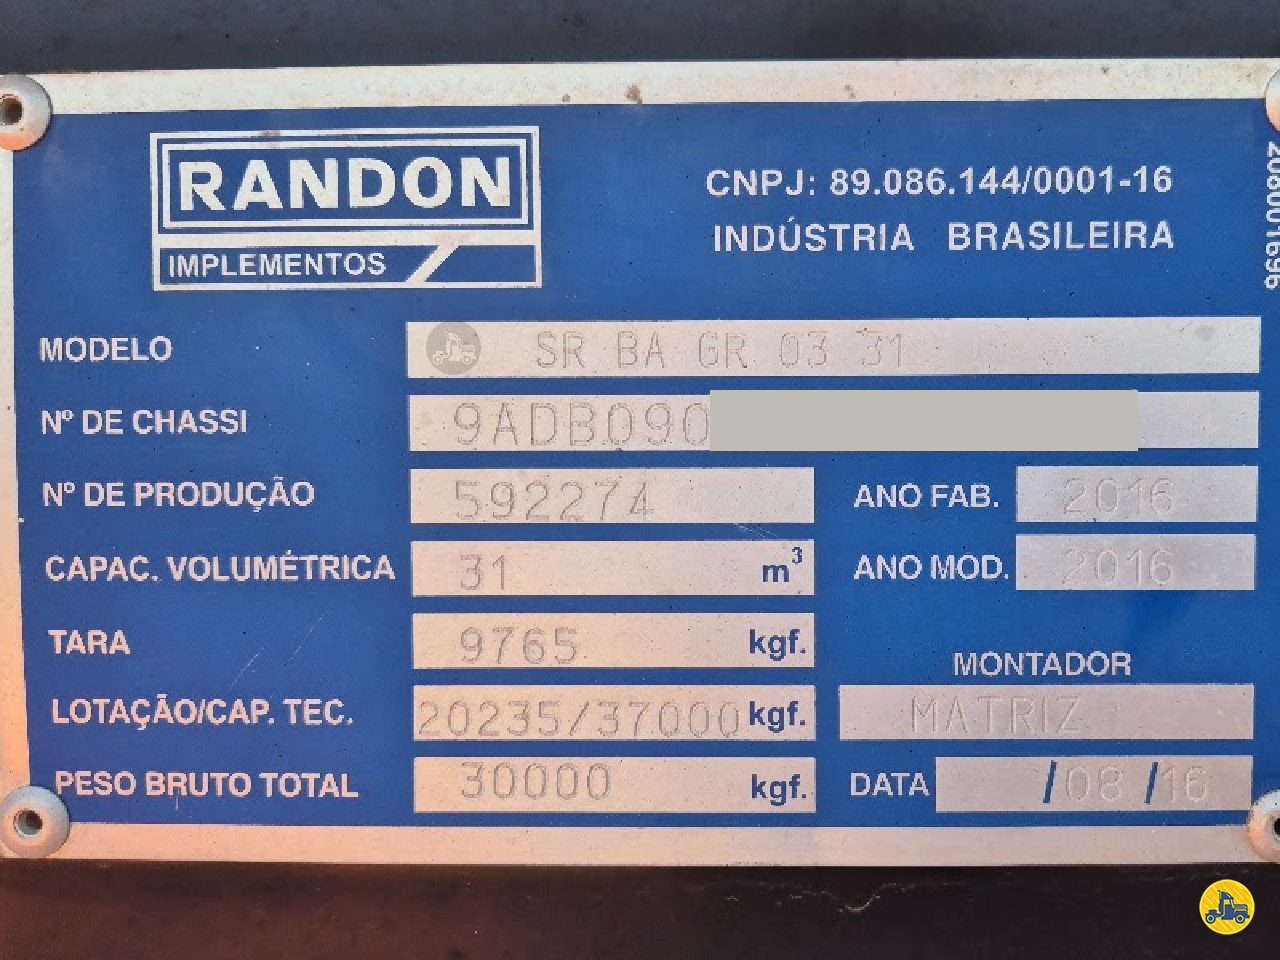 RANDON
IMPLEMENTOS
CNPJ: 89.086.144/0001-16
INDÚSTRIA BRASILEIRA
2080001696
MODELO SR BA GR 03 31
Nº DE CHASSI 9ADB090
Nº DE PRODUÇÃO 592274 ANO FAB. 2016
CAPAC. VOLUMÉTRICA 31 m³ ANO MOD. 2016
TARA 9765 kgf.
MONTADOR
LOTAÇÃO/CAP. TEC. 20235/37000 kgf. MATRIZ
PESO BRUTO TOTAL 30000 kgf. DATA /08/16